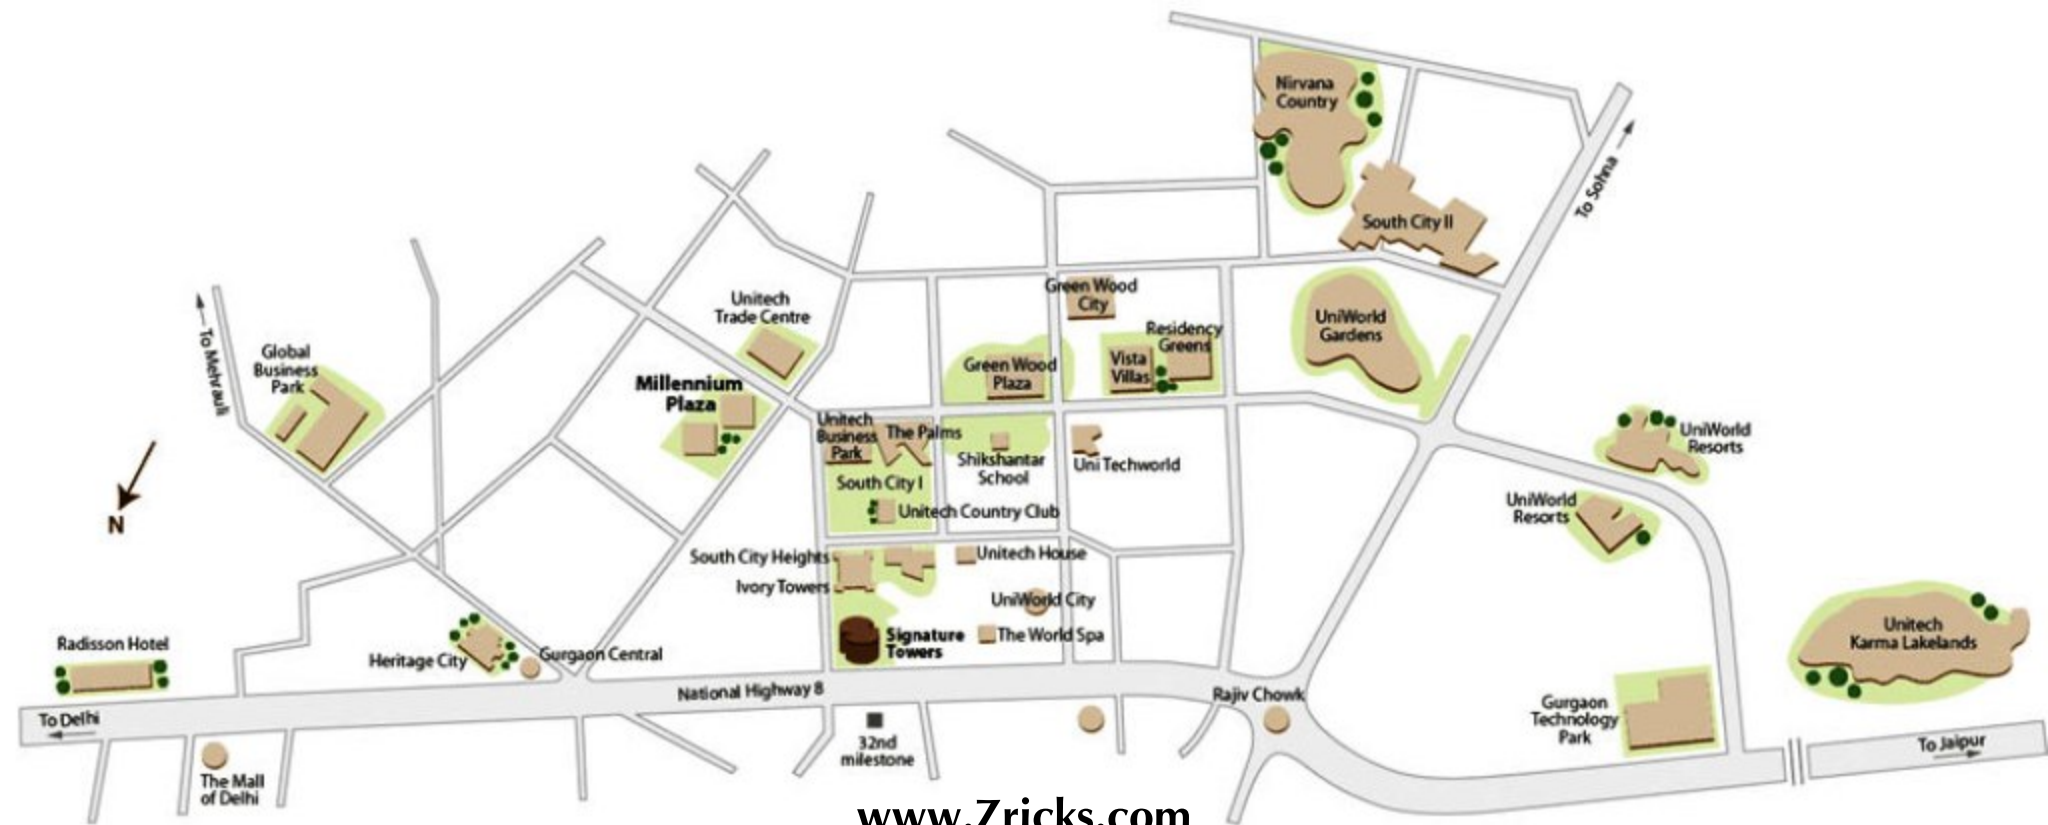 Nirvana
Country
To Sohna
South City II
Green Wood
City
Unitech
Trade Centre
UniWorld
Gardens
Residency
Greens
To Mehrauli
Global
Business
Park
Green Wood
Plaza
Vista
Villas
Millennium
Plaza
Unitech
Business
Park
The Palms
UniWorld
Resorts
Shikshantar
School
Uni Techworld
South City I
UniWorld
Resorts
Unitech Country Club
N
South City Heights
Unitech House
Ivory Towers
UniWorld City
Signature
Towers
The World Spa
Unitech
Karma Lakelands
Radisson Hotel
Heritage City
Gurgaon Central
National Highway 8
Rajiv Chowk
Gurgaon
Technology
Park
To Delhi
32nd
milestone
To Jaipur
The Mall
of Delhi
www.Zricks.com